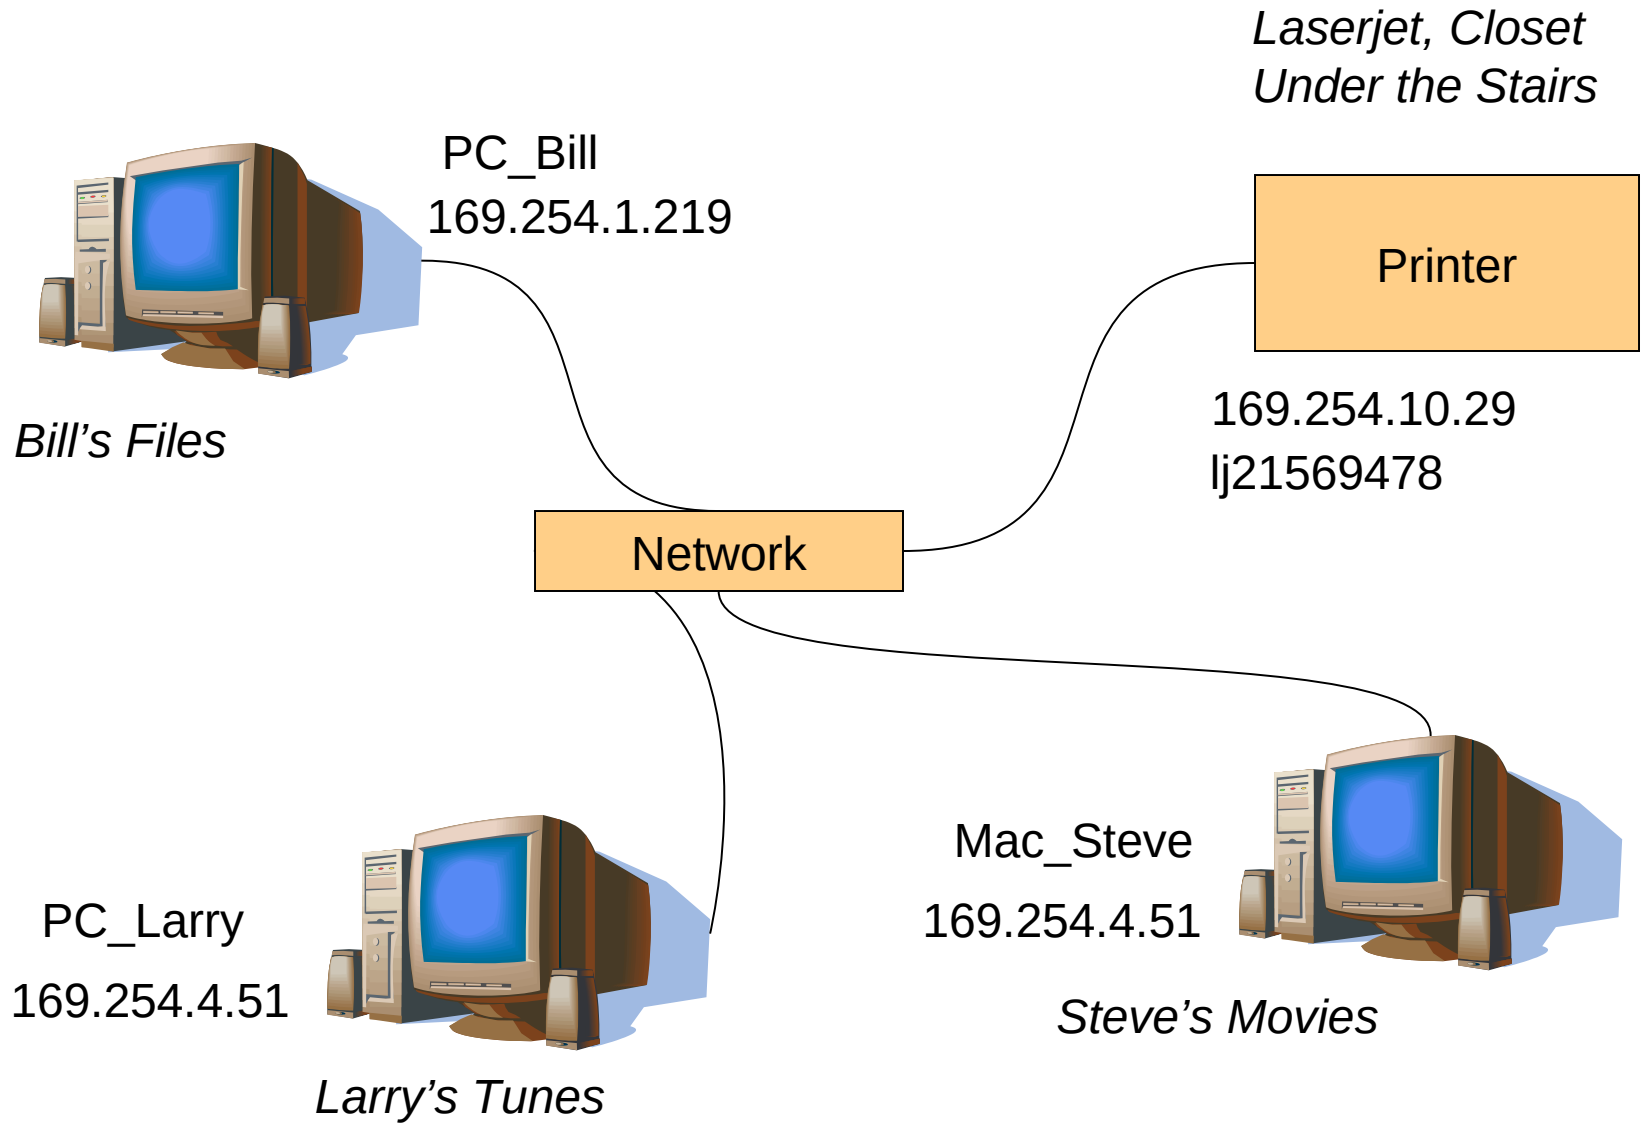 Laserjet, Closet
Under the Stairs
PC_Bill
169.254.1.219
Printer
Bill’s Files
169.254.10.29
lj21569478
Network
Mac_Steve
169.254.4.51
Steve’s Movies
PC_Larry
169.254.4.51
Larry’s Tunes